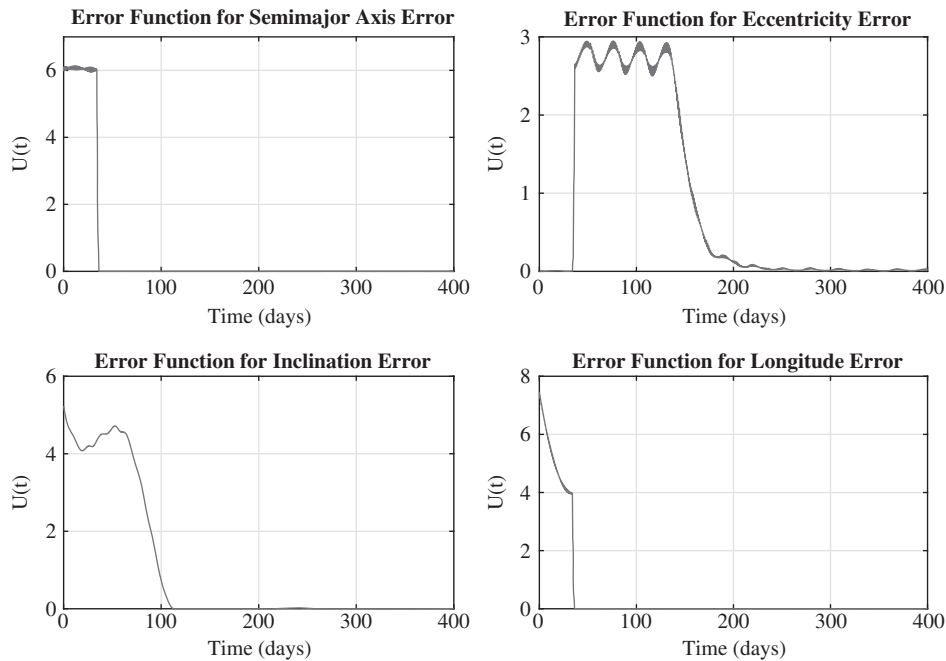 Error Function for Semimajor Axis Error
6
4
2
0
U(t)
0 100 200 300 400
Time (days)
Error Function for Eccentricity Error
3
2
1
0
U(t)
0 100 200 300 400
Time (days)
Error Function for Inclination Error
6
4
2
0
U(t)
0 100 200 300 400
Time (days)
Error Function for Longitude Error
8
6
4
2
0
U(t)
0 100 200 300 400
Time (days)